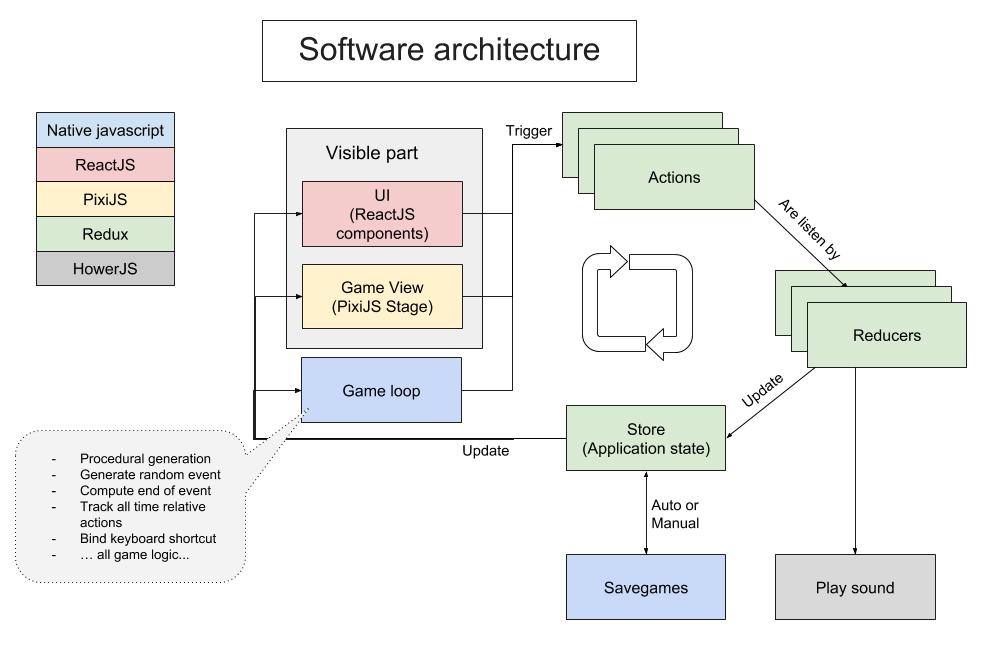 Software architecture
Native javascript
ReactJS
PixiJS
Redux
HowerJS
Visible part
UI
(ReactJS
components)
Game View
(PixiJS Stage)
Game loop
Trigger
Actions
Are listen by
Reducers
Update
Store
(Application state)
Update
Auto or
Manual
Savegames
Play sound
- Procedural generation
- Generate random event
- Compute end of event
- Track all time relative
actions
- Bind keyboard shortcut
- … all game logic...